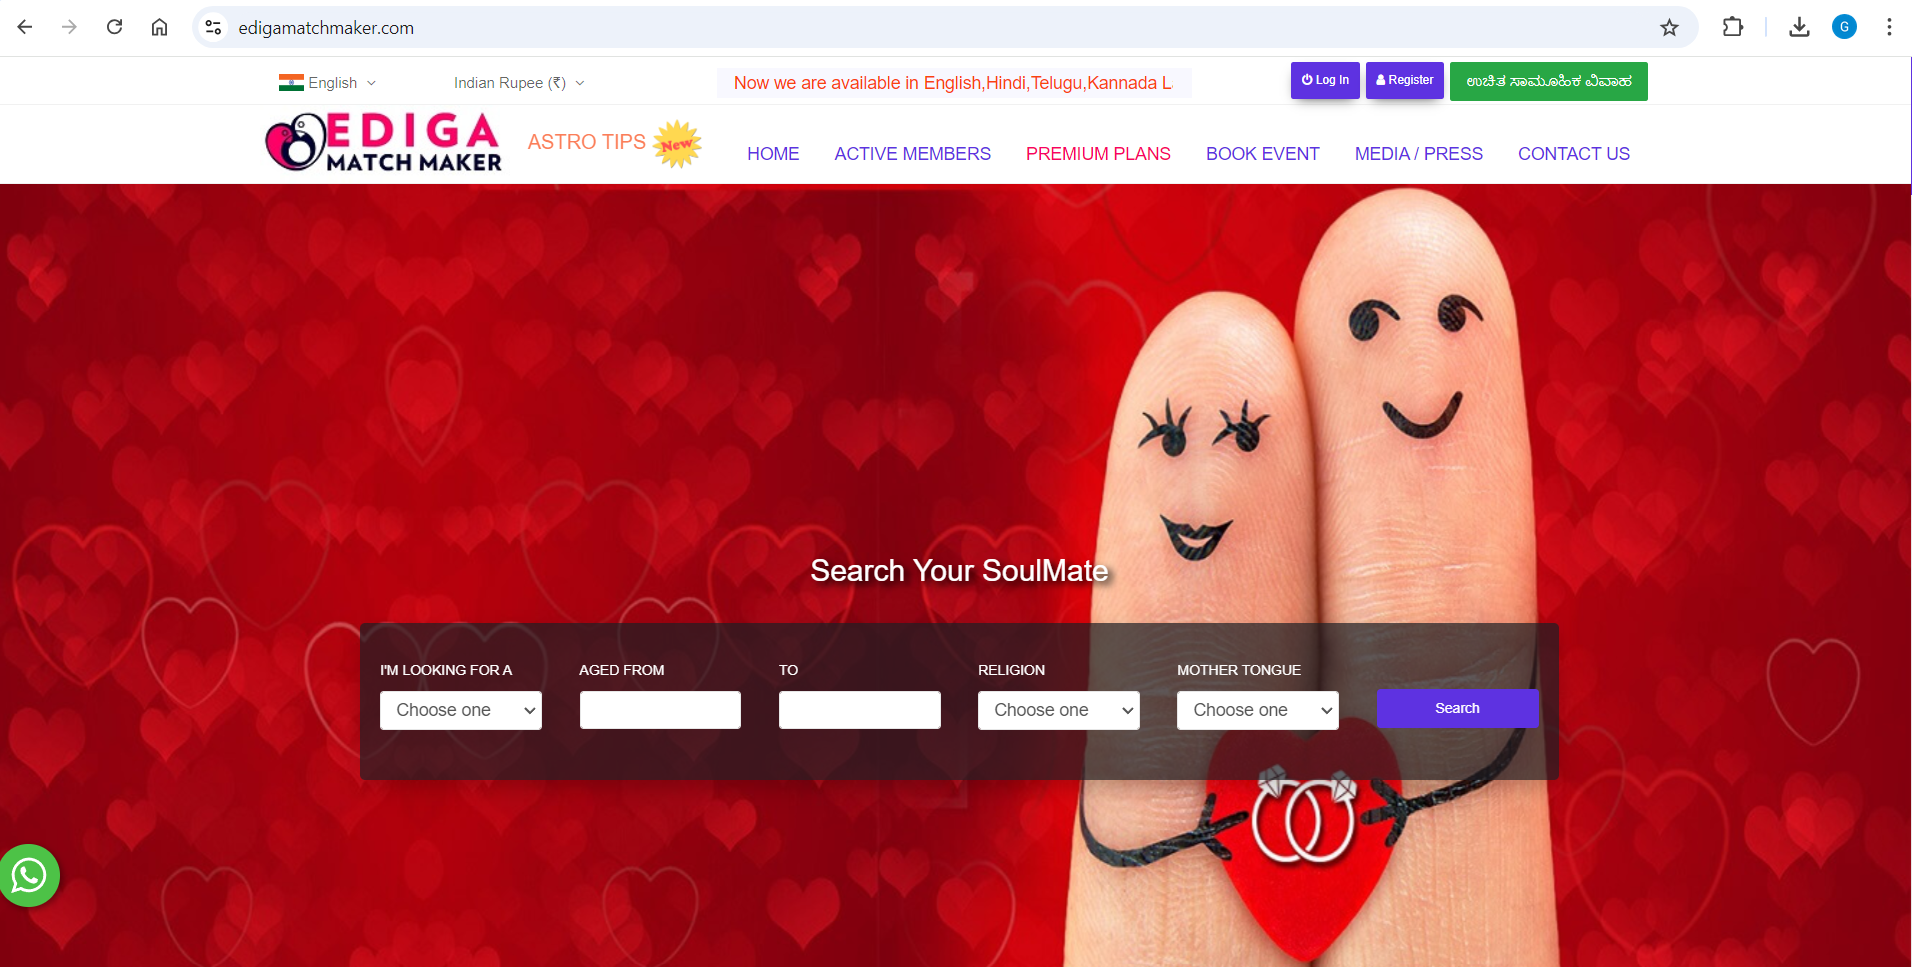 edigamatchmaker.com
G
English
Indian Rupee (₹)
Now we are available in English,Hindi,Telugu,Kannada L
Log In
Register
ಉಚಿತ ಸಾಮೂಹಿಕ ವಿವಾಹ
EDIGA
MATCH MAKER
ASTRO TIPS
New
HOME
ACTIVE MEMBERS
PREMIUM PLANS
BOOK EVENT
MEDIA / PRESS
CONTACT US
Search Your SoulMate
I'M LOOKING FOR A
AGED FROM
TO
RELIGION
MOTHER TONGUE
Choose one
Choose one
Choose one
Search